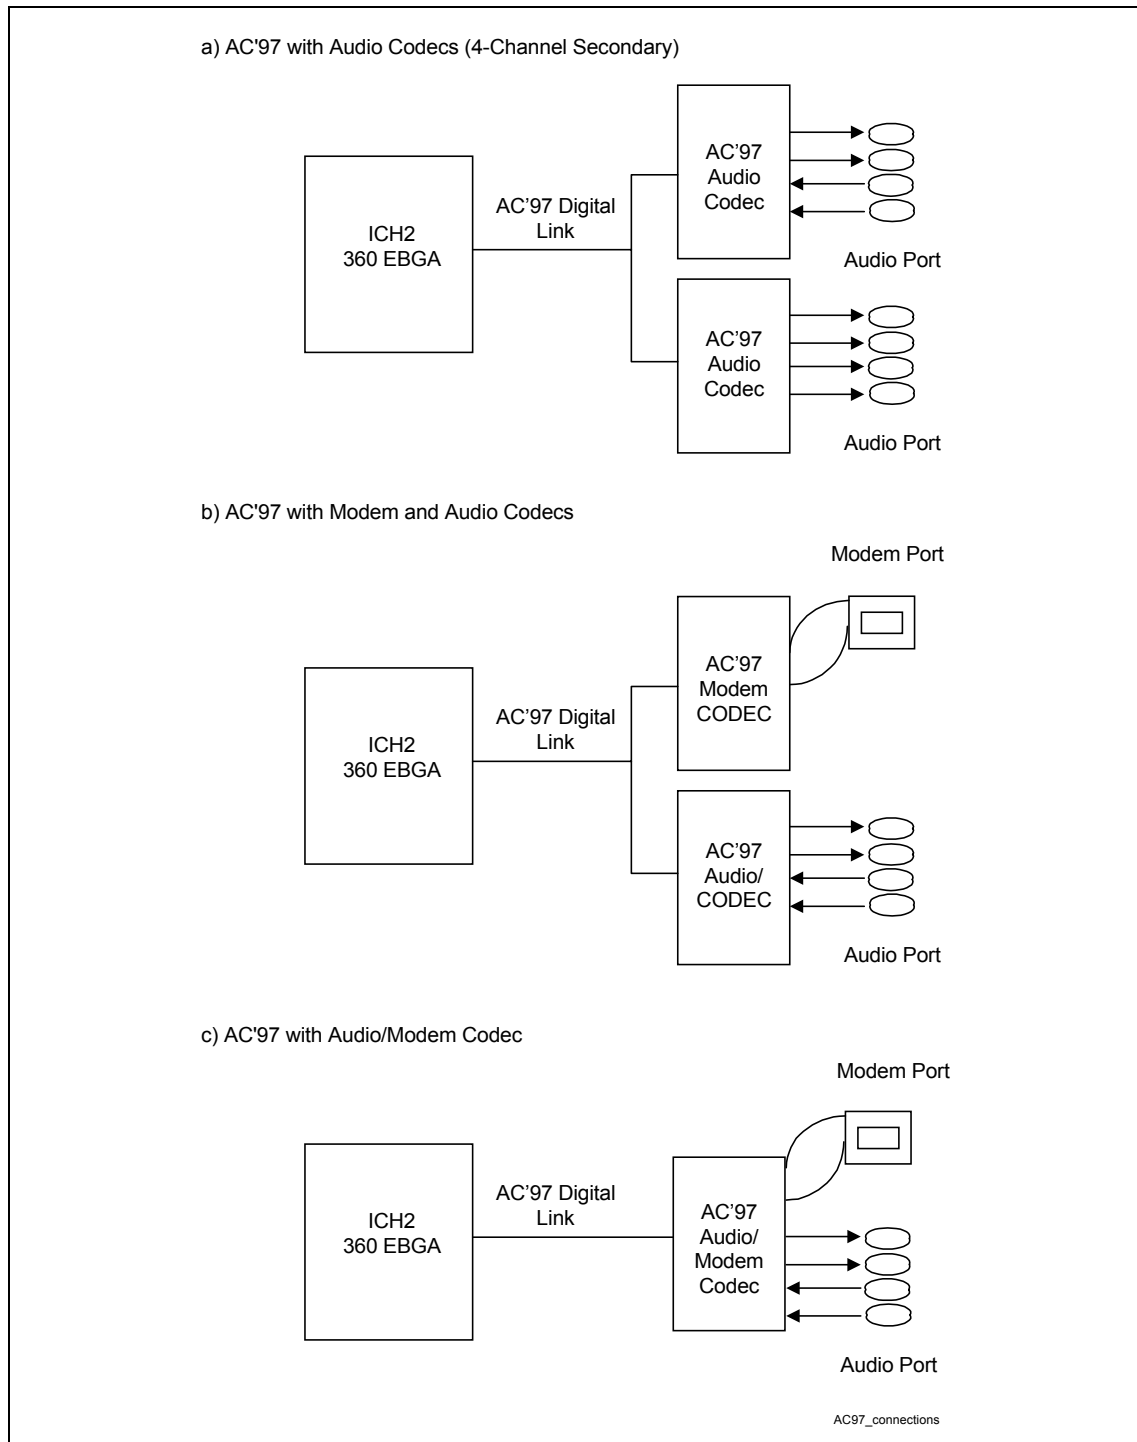 a) AC'97 with Audio Codecs (4-Channel Secondary)
ICH2
360 EBGA
AC’97 Digital
Link
AC’97
Audio
Codec
Audio Port
AC’97
Audio
Codec
Audio Port
b) AC'97 with Modem and Audio Codecs
Modem Port
ICH2
360 EBGA
AC’97 Digital
Link
AC’97
Modem
CODEC
AC’97
Audio/
CODEC
Audio Port
c) AC'97 with Audio/Modem Codec
Modem Port
ICH2
360 EBGA
AC’97 Digital
Link
AC’97
Audio/
Modem
Codec
Audio Port
AC97_connections